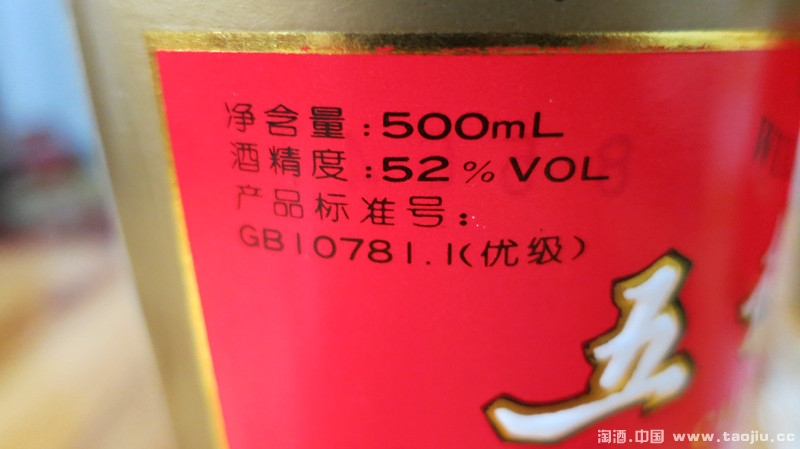 净含量:500mL
酒精度:52%VOL
产品标准号:
GB10781.1(优级)
五
淘酒.中国 www.taojiu.cc